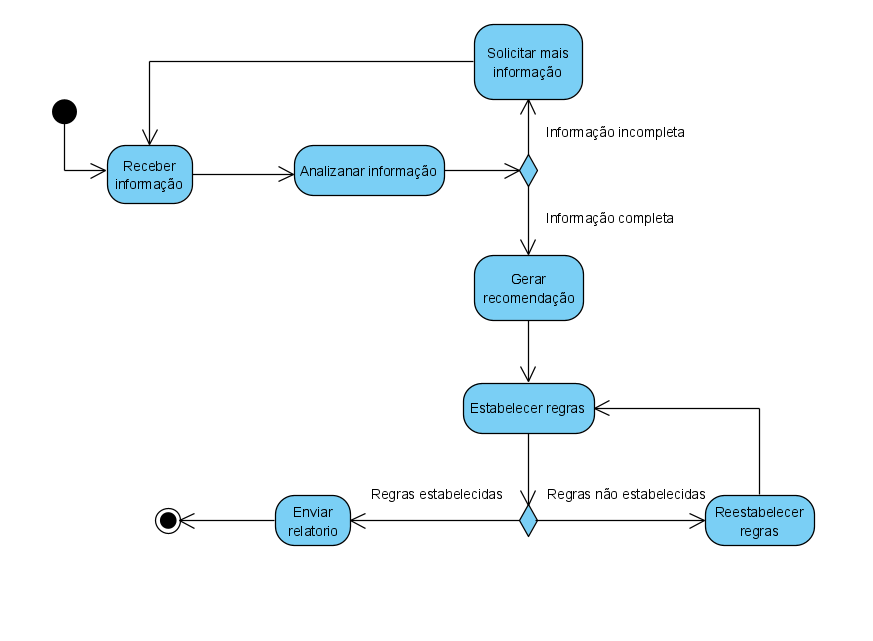 Solicitar mais
informação
Informação incompleta
Receber
informação
Analizanar informação
Informação completa
Gerar
recomendação
Estabelecer regras
Regras estabelecidas
Regras não estabelecidas
Enviar
relatorio
Reestabelecer
regras